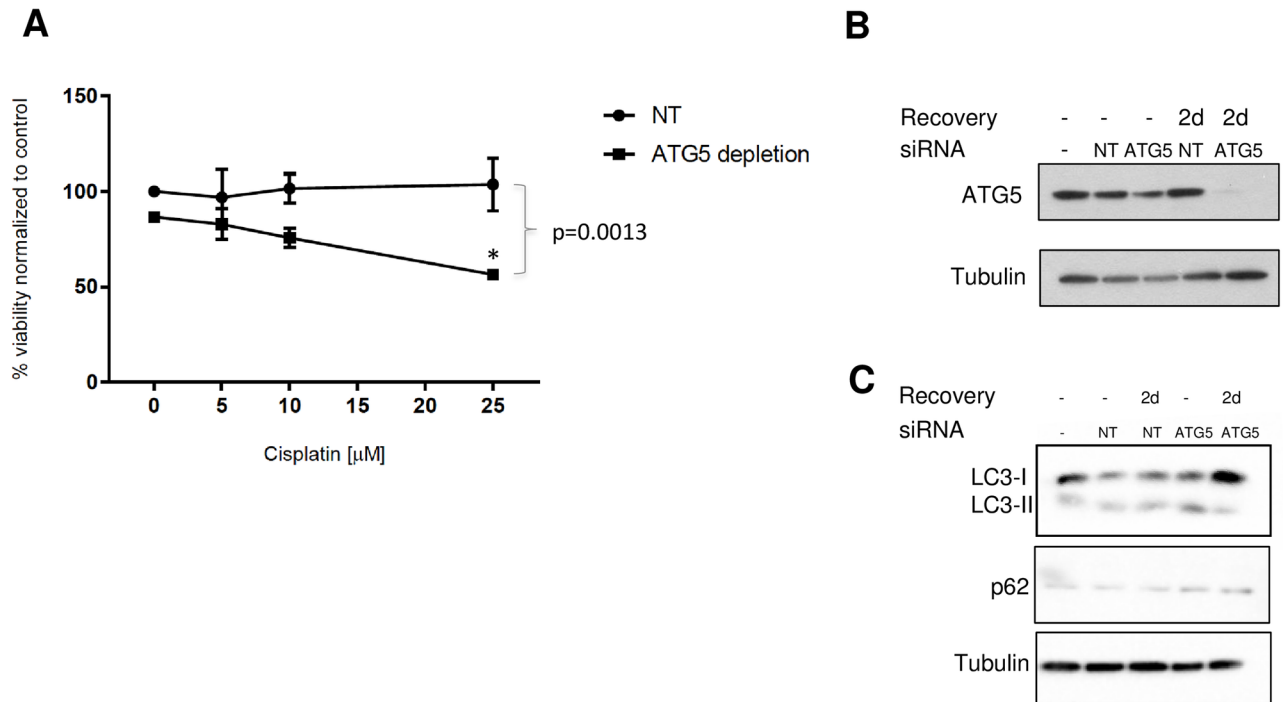 A
% viability normalized to control
150
100
50
0
0 5 10 15 20 25
Cisplatin [μM]
NT
ATG5 depletion
*
p=0.0013
B
Recovery - - - 2d 2d
siRNA - NT ATG5 NT ATG5
ATG5
Tubulin
C
Recovery - - 2d - 2d
siRNA - NT NT ATG5 ATG5
LC3-I
LC3-II
p62
Tubulin